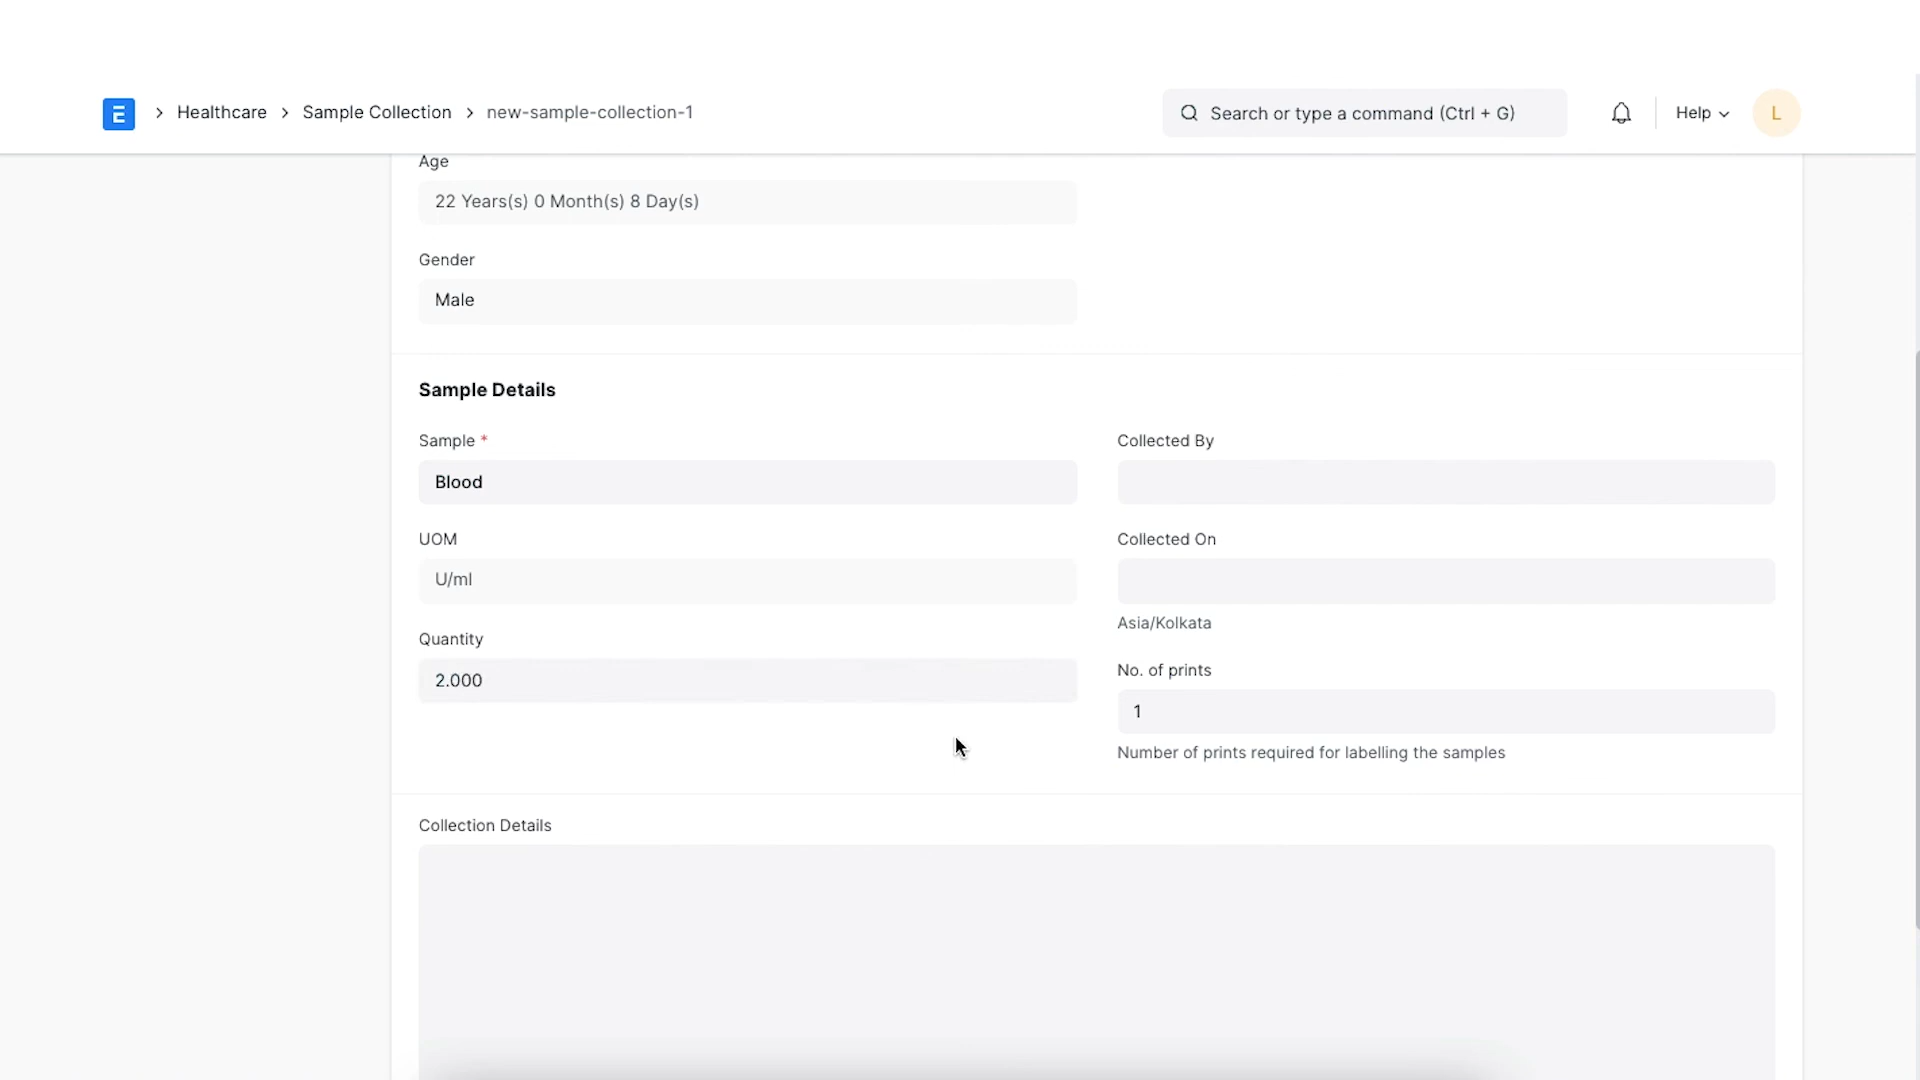 E > Healthcare > Sample Collection > new-sample-collection-1
Search or type a command (Ctrl + G)
Help
L
Age
22 Years(s) 0 Month(s) 8 Day(s)
Gender
Male
Sample Details
Sample *
Blood
Collected By
UOM
U/ml
Collected On
Asia/Kolkata
Quantity
2.000
No. of prints
1
Number of prints required for labelling the samples
Collection Details